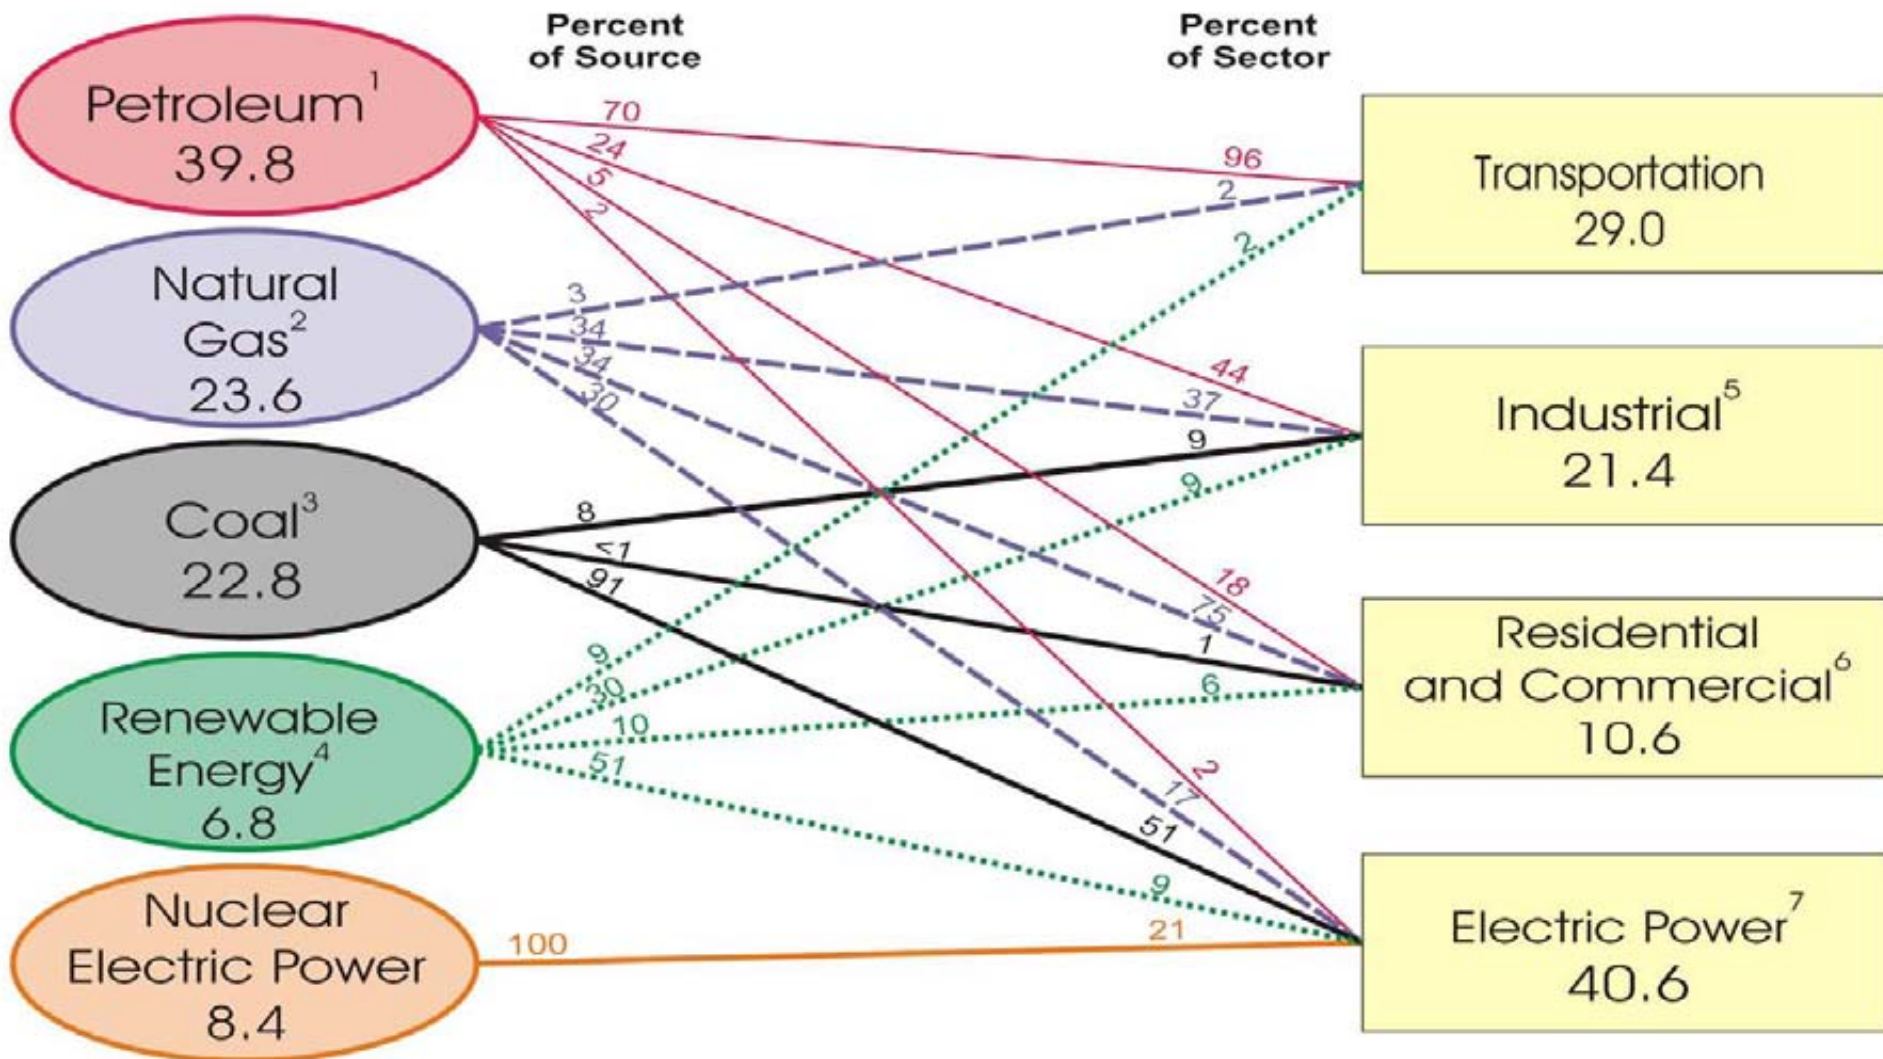 Percent
of Source
Percent
of Sector
Petroleum1
39.8
Natural
Gas2
23.6
Coal3
22.8
Renewable
Energy4
6.8
Nuclear
Electric Power
8.4
70
24
5
2
3
34
34
30
8
<1
91
9
30
10
51
100
96
2
2
44
37
9
9
18
75
1
6
2
17
51
9
21
Transportation
29.0
Industrial5
21.4
Residential
and Commercial6
10.6
Electric Power7
40.6